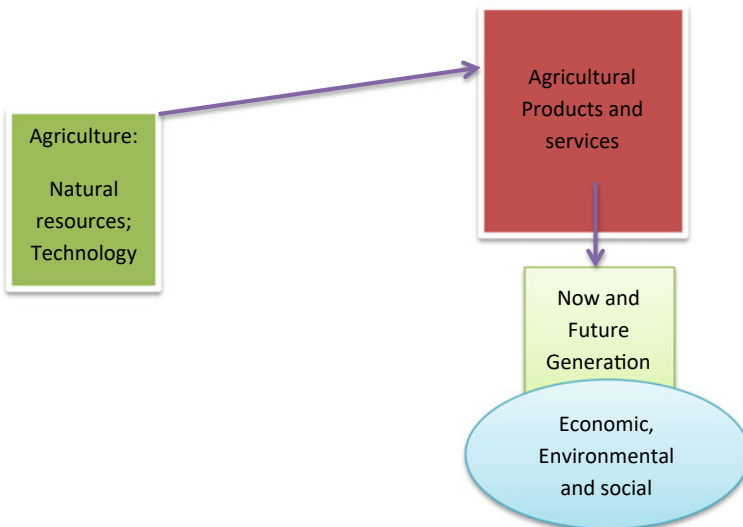 Agriculture:
Natural
resources;
Technology
Agricultural
Products and
services
Now and
Future
Generation
Economic,
Environmental
and social